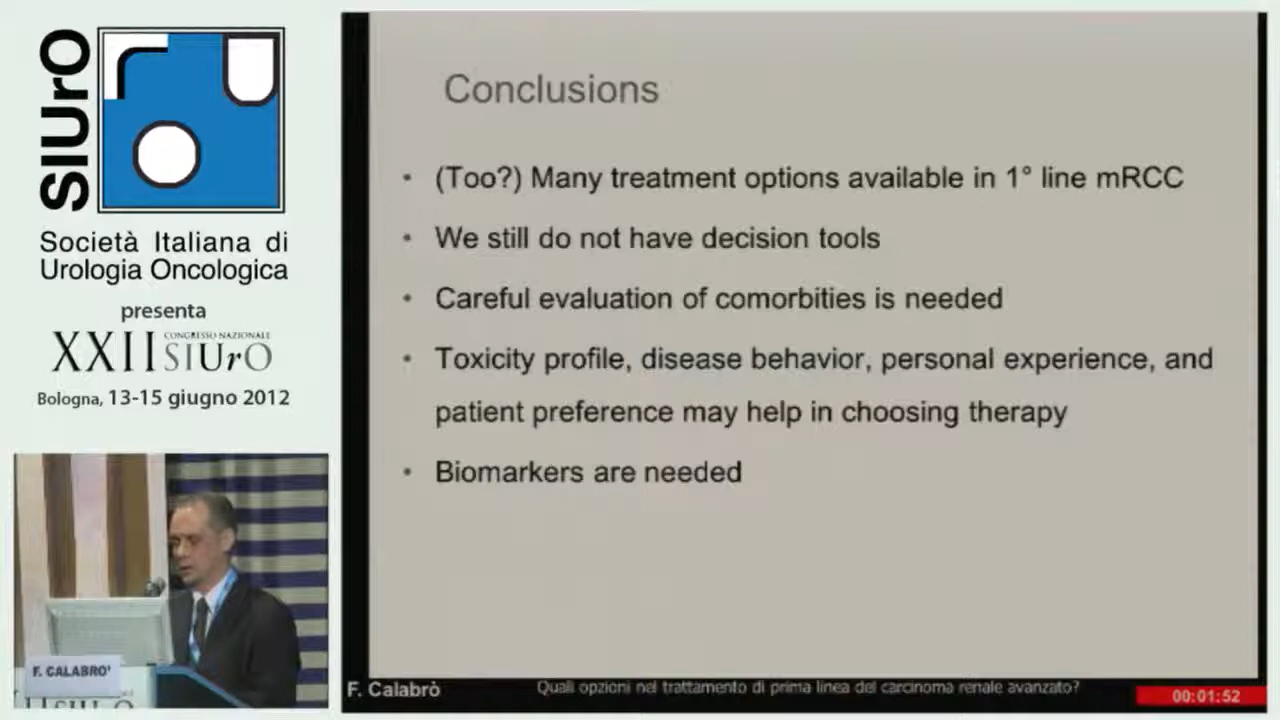 SIUrO
Società Italiana di
Urologia Oncologica
presenta
XXII CONGRESSO NAZIONALE
SIUrO
Bologna, 13-15 giugno 2012
F. CALABRO'
SIUrO
Conclusions
• (Too?) Many treatment options available in 1° line mRCC
• We still do not have decision tools
• Careful evaluation of comorbities is needed
• Toxicity profile, disease behavior, personal experience, and
patient preference may help in choosing therapy
• Biomarkers are needed
F. Calabrò
Quali opzioni nel trattamento di prima linea del carcinoma renale avanzato?
00:01:52